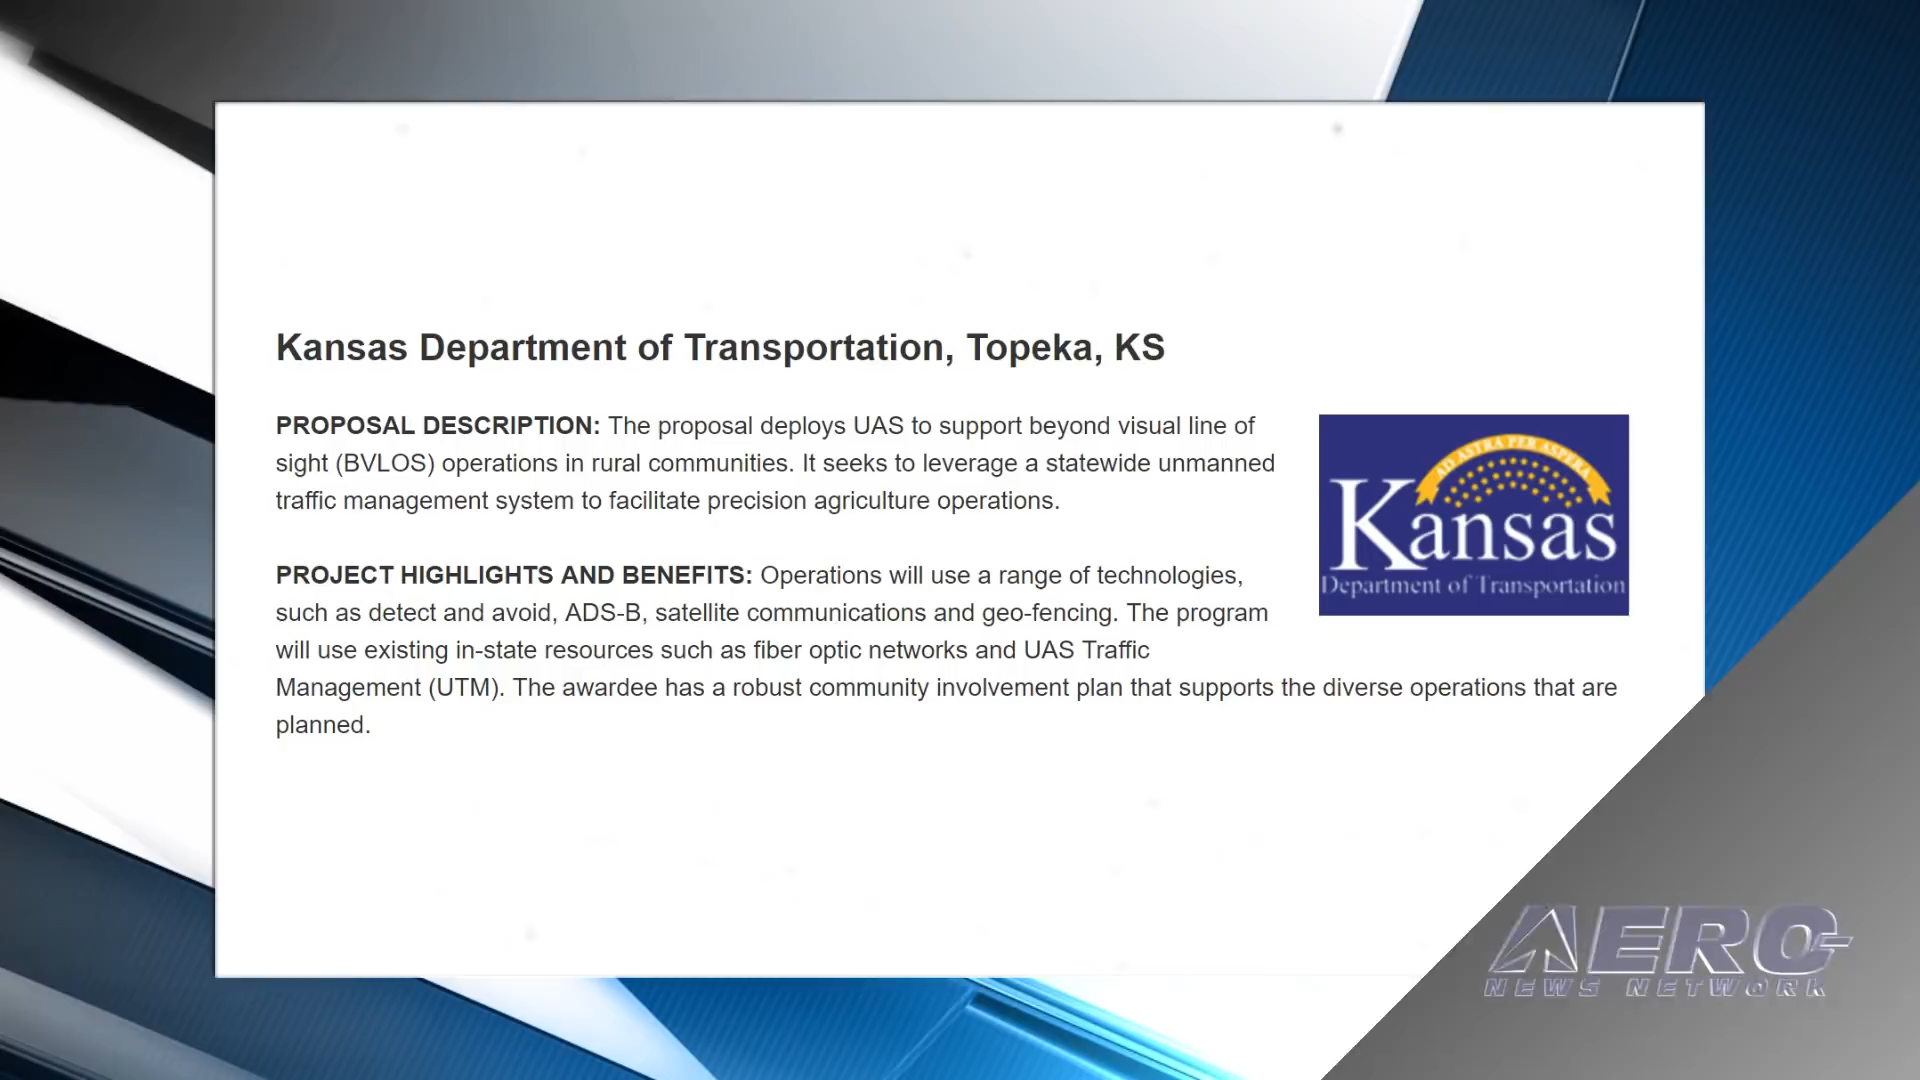 Kansas Department of Transportation, Topeka, KS
PROPOSAL DESCRIPTION: The proposal deploys UAS to support beyond visual line of
sight (BVLOS) operations in rural communities. It seeks to leverage a statewide unmanned
traffic management system to facilitate precision agriculture operations.
AD ASTRA PER ASPERA
Kansas
Department of Transportation
PROJECT HIGHLIGHTS AND BENEFITS: Operations will use a range of technologies,
such as detect and avoid, ADS-B, satellite communications and geo-fencing. The program
will use existing in-state resources such as fiber optic networks and UAS Traffic
Management (UTM). The awardee has a robust community involvement plan that supports the diverse operations that are
planned.
AERO-
NEWS NETWORK